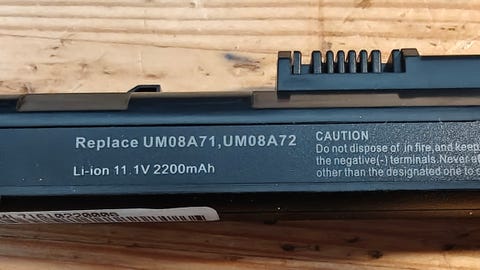 Replace UM08A71,UM08A72
Li-ion 11.1V 2200mAh
CAUTION
Do not dispose of in fire, and keep
the negative(-) terminals. Never
other than the designated one to